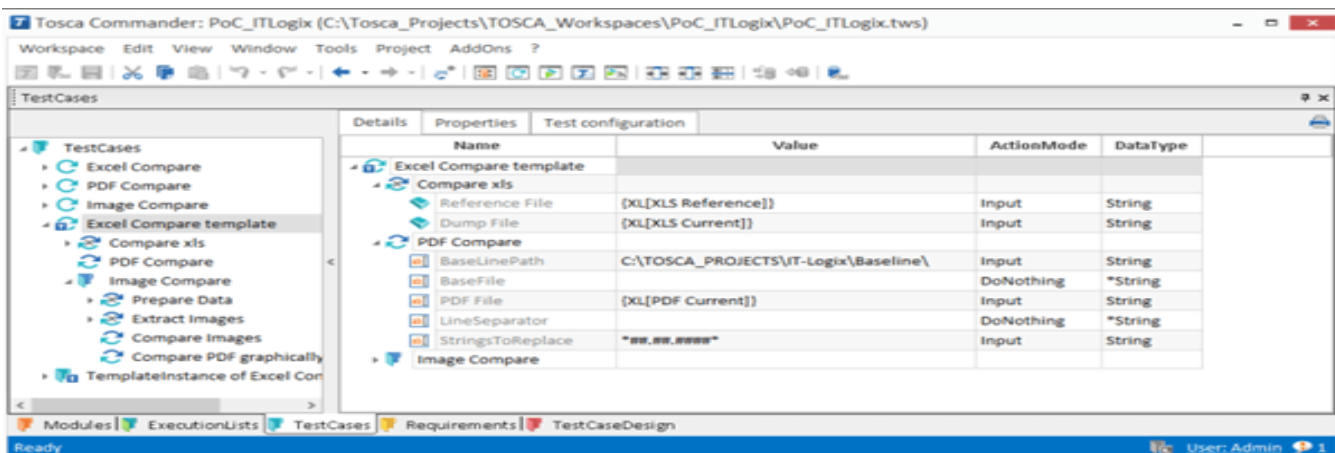 Tosca Commander: PoC_ITLogix (C:\Tosca_Projects\TOSCA_Workspaces\PoC_ITLogix\PoC_ITLogix.tws)
Workspace Edit View Window Tools Project AddOns ?
TestCases
Details Properties Test configuration
TestCases
Excel Compare
PDF Compare
Image Compare
Excel Compare template
Compare xls
PDF Compare
Image Compare
Prepare Data
Extract Images
Compare Images
Compare PDF graphically
TemplateInstance of Excel Con
Name Value ActionMode DataType
Excel Compare template
Compare xls
Reference File {XL[XLS Reference]} Input String
Dump File {XL[XLS Current]} Input String
PDF Compare
BaseLinePath C:\TOSCA_PROJECTS\IT-Logix\Baseline\ Input String
BaseFile DoNothing *String
PDF File {XL[PDF Current]} Input String
LineSeparator DoNothing *String
StringsToReplace "##.##.####" Input String
Image Compare
Modules ExecutionLists TestCases Requirements TestCaseDesign
Ready User: Admin 1